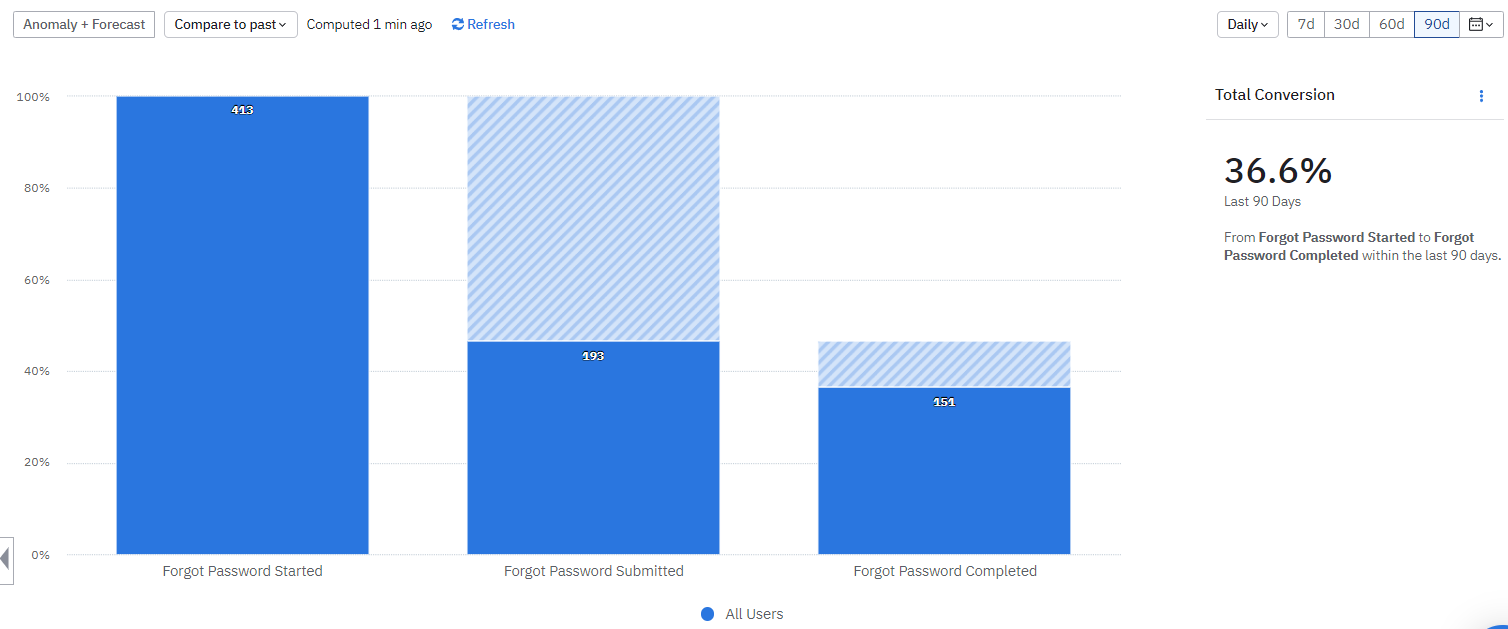 Anomaly + Forecast Compare to past Computed 1 min ago Refresh Daily 7d 30d 60d 90d
Total Conversion
36.6%
Last 90 Days
From Forgot Password Started to Forgot
Password Completed within the last 90 days.
100%
80%
60%
40%
20%
0%
413
193
151
Forgot Password Started Forgot Password Submitted Forgot Password Completed
All Users